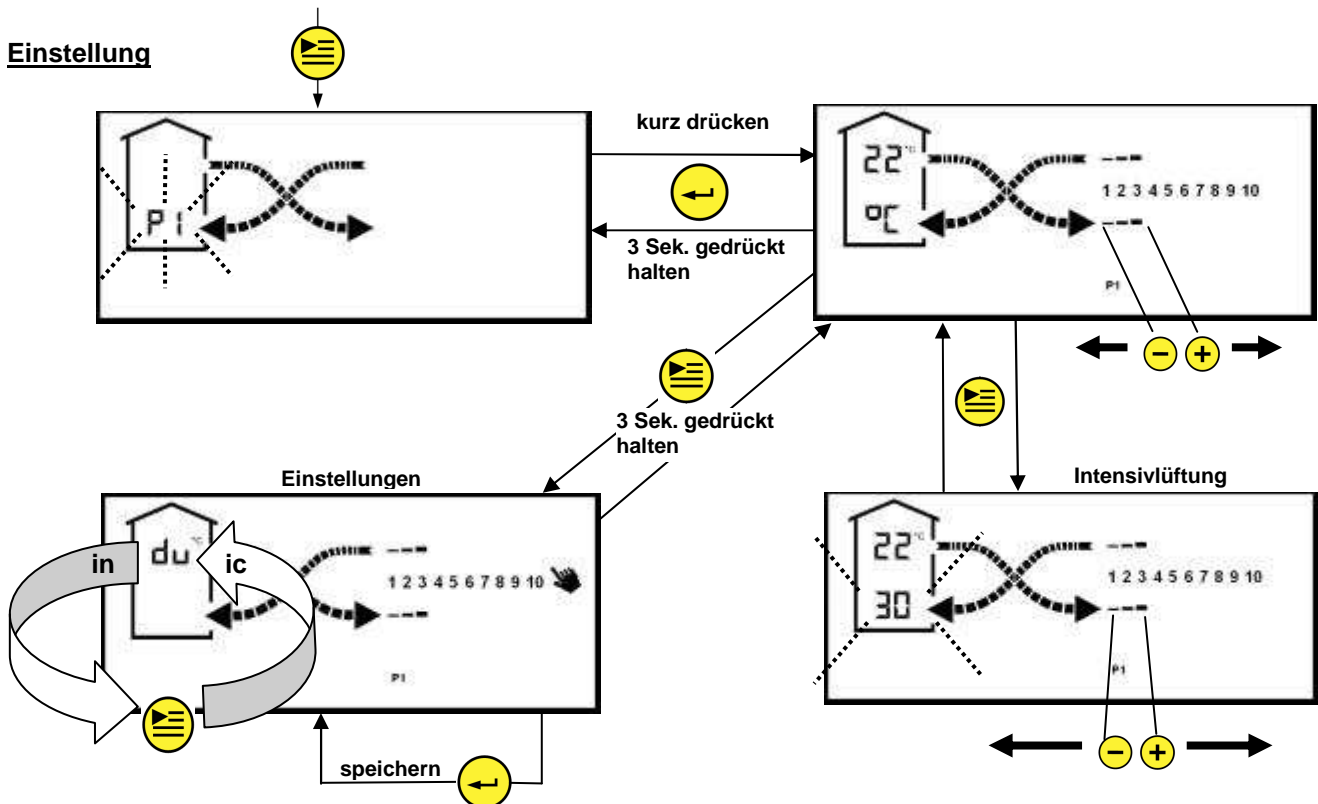 Einstellung
P1
kurz drücken
3 Sek. gedrückt
halten
22 °C
°C
1 2 3 4 5 6 7 8 9 10
P1
− +
3 Sek. gedrückt
halten
Einstellungen
in
du °C
ic
1 2 3 4 5 6 7 8 9 10
P1
speichern
Intensivlüftung
22 °C
30
1 2 3 4 5 6 7 8 9 10
P1
− +